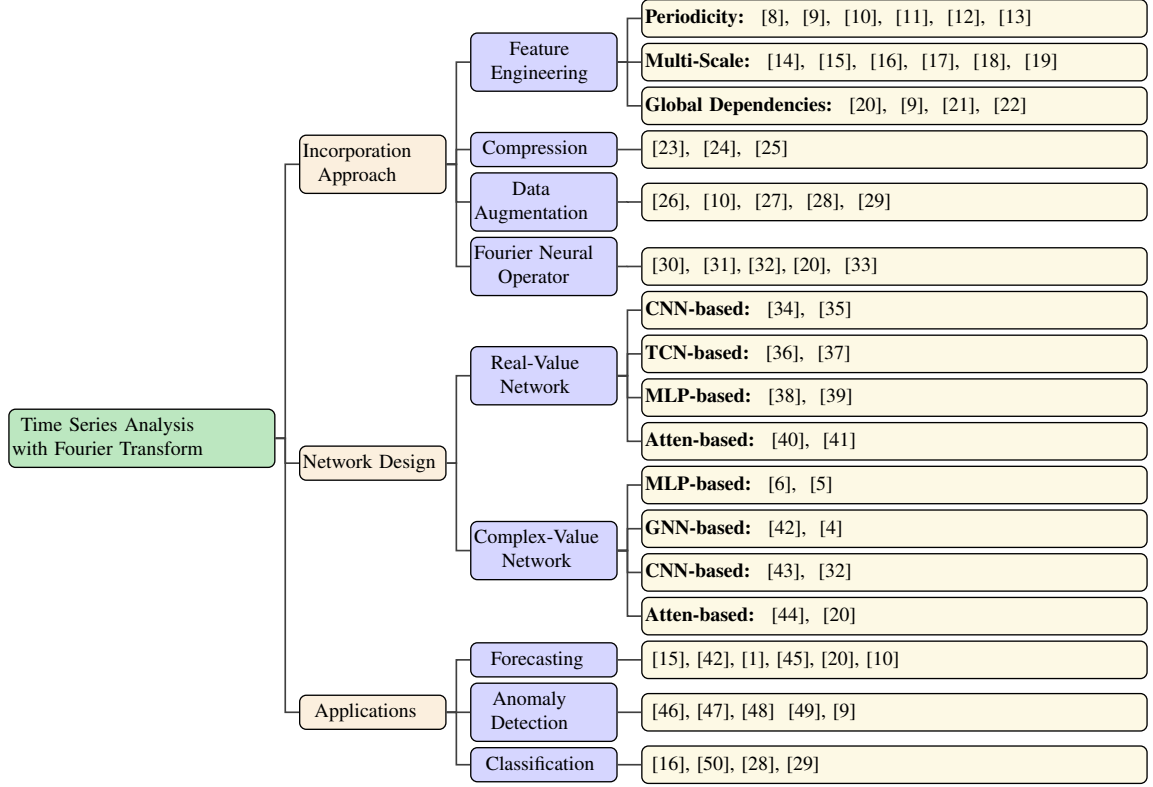 Time Series Analysis
with Fourier Transform
Incorporation
Approach
Feature
Engineering
Periodicity: [8], [9], [10], [11], [12], [13]
Multi-Scale: [14], [15], [16], [17], [18], [19]
Global Dependencies: [20], [9], [21], [22]
Compression
[23], [24], [25]
Data
Augmentation
[26], [10], [27], [28], [29]
Fourier Neural
Operator
[30], [31], [32], [20], [33]
Network Design
Real-Value
Network
CNN-based: [34], [35]
TCN-based: [36], [37]
MLP-based: [38], [39]
Atten-based: [40], [41]
Complex-Value
Network
MLP-based: [6], [5]
GNN-based: [42], [4]
CNN-based: [43], [32]
Atten-based: [44], [20]
Applications
Forecasting
[15], [42], [1], [45], [20], [10]
Anomaly
Detection
[46], [47], [48] [49], [9]
Classification
[16], [50], [28], [29]